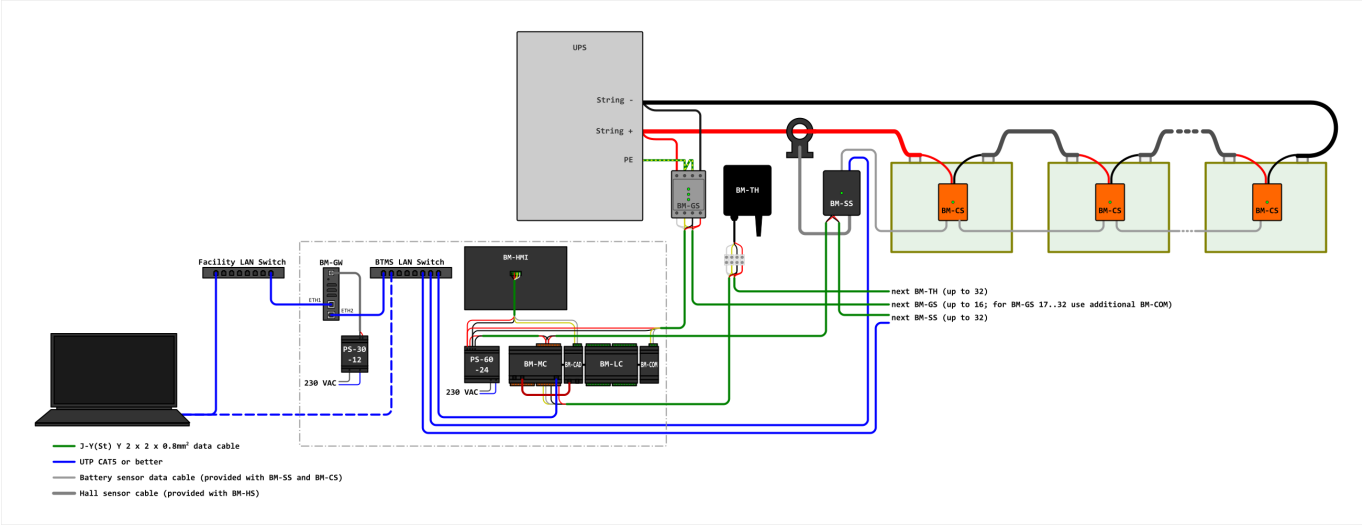 UPS
String -
String +
PE
BM-GS
BM-TH
BM-SS
BM-CS
BM-CS
BM-CS
Facility LAN Switch
BM-GW
BTMS LAN Switch
BM-HMI
ETH1
ETH2
next BM-TH (up to 32)
next BM-GS (up to 16; for BM-GS 17..32 use additional BM-COM)
next BM-SS (up to 32)
PS-30
-12
230 VAC
PS-60
-24
230 VAC
BM-MC
BM-CAD
BM-LC
BM-COM
J-Y(St) Y 2 x 2 x 0.8mm² data cable
UTP CAT5 or better
Battery sensor data cable (provided with BM-SS and BM-CS)
Hall sensor cable (provided with BM-HS)